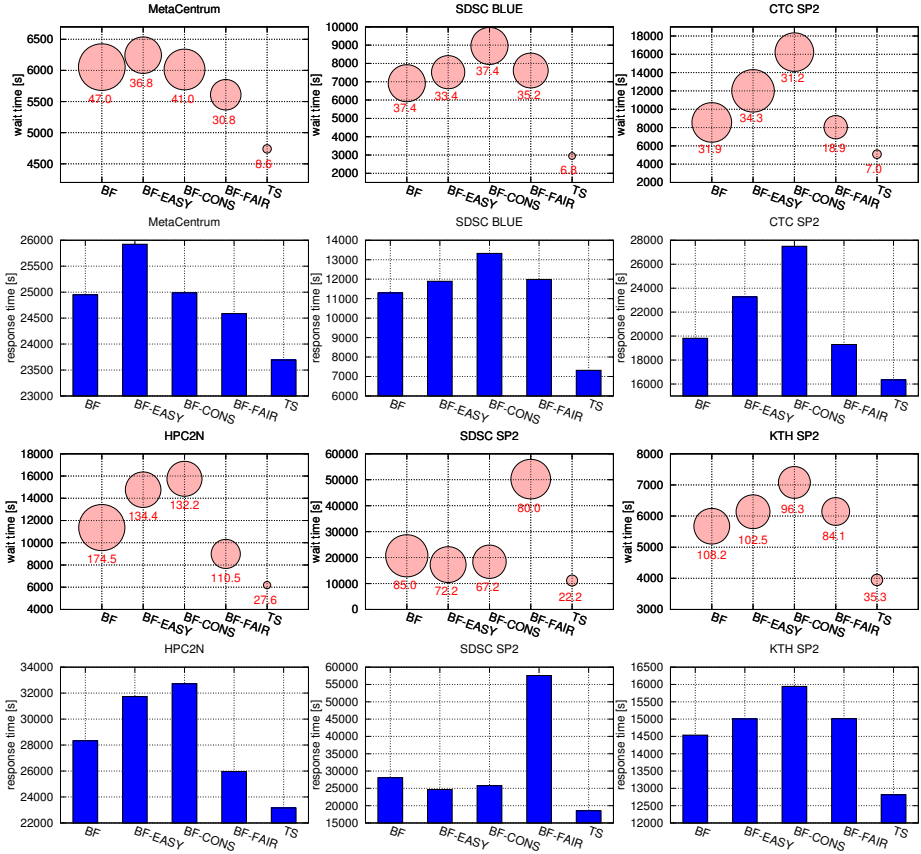 MetaCentrum
wait time [s]
6500
6000
5500
5000
4500
47.0
36.8
41.0
30.8
8.6
BF
BF-EASY
BF-CONS
BF-FAIR
TS
SDSC BLUE
wait time [s]
10000
9000
8000
7000
6000
5000
4000
3000
2000
37.4
33.4
37.4
35.2
6.8
BF
BF-EASY
BF-CONS
BF-FAIR
TS
CTC SP2
wait time [s]
18000
16000
14000
12000
10000
8000
6000
4000
2000
31.9
34.3
31.2
18.9
7.0
BF
BF-EASY
BF-CONS
BF-FAIR
TS
MetaCentrum
response time [s]
26000
25500
25000
24500
24000
23500
23000
BF
BF-EASY
BF-CONS
BF-FAIR
TS
SDSC BLUE
response time [s]
14000
13000
12000
11000
10000
9000
8000
7000
6000
BF
BF-EASY
BF-CONS
BF-FAIR
TS
CTC SP2
response time [s]
28000
26000
24000
22000
20000
18000
16000
BF
BF-EASY
BF-CONS
BF-FAIR
TS
HPC2N
wait time [s]
18000
16000
14000
12000
10000
8000
6000
4000
174.5
134.4
132.2
110.5
27.6
BF
BF-EASY
BF-CONS
BF-FAIR
TS
SDSC SP2
wait time [s]
60000
50000
40000
30000
20000
10000
0
85.0
72.2
67.2
80.0
22.2
BF
BF-EASY
BF-CONS
BF-FAIR
TS
KTH SP2
wait time [s]
8000
7000
6000
5000
4000
3000
108.2
102.5
96.3
84.1
35.3
BF
BF-EASY
BF-CONS
BF-FAIR
TS
HPC2N
response time [s]
34000
32000
30000
28000
26000
24000
22000
BF
BF-EASY
BF-CONS
BF-FAIR
TS
SDSC SP2
response time [s]
60000
55000
50000
45000
40000
35000
30000
25000
20000
15000
BF
BF-EASY
BF-CONS
BF-FAIR
TS
KTH SP2
response time [s]
16500
16000
15500
15000
14500
14000
13500
13000
12500
12000
BF
BF-EASY
BF-CONS
BF-FAIR
TS